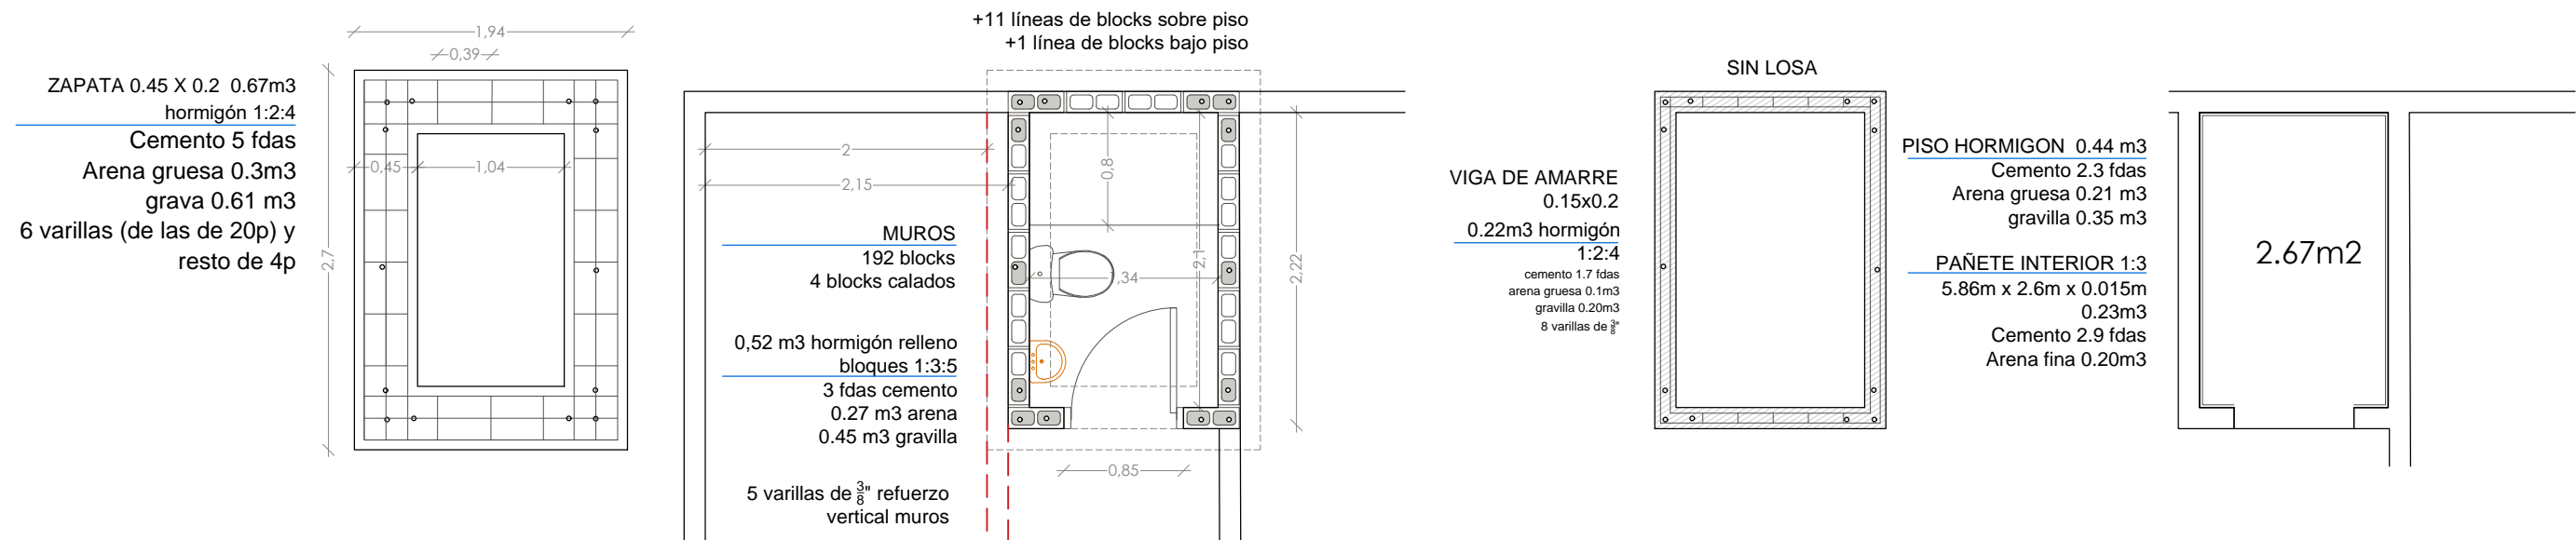 1,94
0,39
ZAPATA 0.45 X 0.2  0.67m3
hormigón 1:2:4
Cemento 5 fdas
Arena gruesa 0.3m3
grava 0.61 m3
6 varillas (de las de 20p) y
resto de 4p
2,7
0,45
1,04
+11 líneas de blocks sobre piso
+1 línea de blocks bajo piso
2
2,15
0,8
2,1
,34
2,22
0,85
MUROS
192 blocks
4 blocks calados
0,52 m3 hormigón relleno
bloques 1:3:5
3 fdas cemento
0.27 m3 arena
0.45 m3 gravilla
5 varillas de 3/8" refuerzo
vertical muros
SIN LOSA
VIGA DE AMARRE
0.15x0.2
0.22m3 hormigón
1:2:4
cemento 1.7 fdas
arena gruesa 0.1m3
gravilla 0.20m3
8 varillas de 3/8"
PISO HORMIGON  0.44 m3
Cemento 2.3 fdas
Arena gruesa 0.21 m3
gravilla 0.35 m3
PAÑETE INTERIOR 1:3
5.86m x 2.6m x 0.015m
0.23m3
Cemento 2.9 fdas
Arena fina 0.20m3
2.67m2